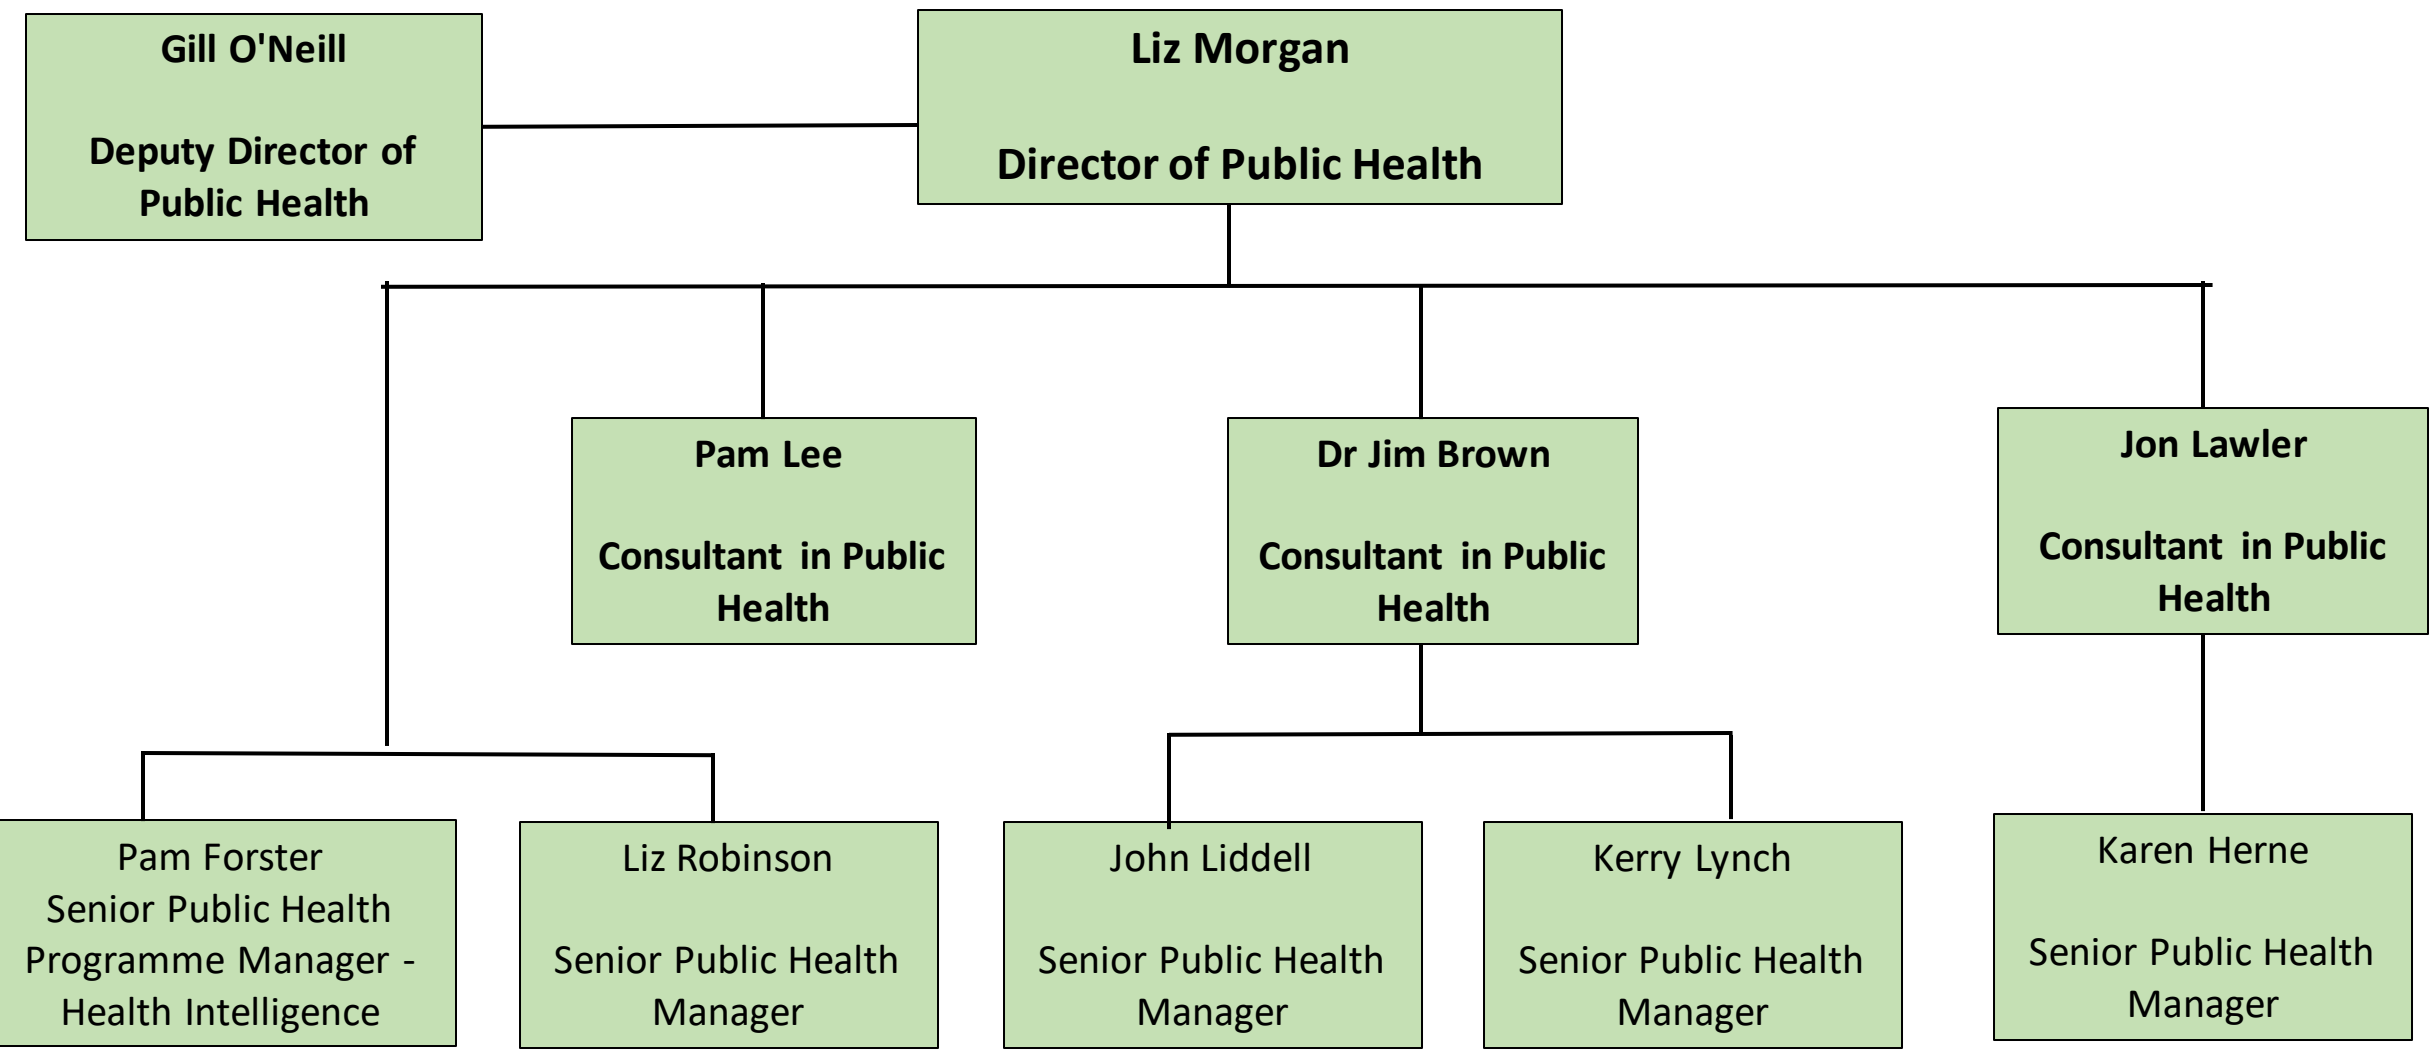 Gill O'Neill
Deputy Director of
Public Health
Liz Morgan
Director of Public Health
Pam Lee
Consultant in Public
Health
Dr Jim Brown
Consultant in Public
Health
Jon Lawler
Consultant in Public
Health
Pam Forster
Senior Public Health
Programme Manager -
Health Intelligence
Liz Robinson
Senior Public Health
Manager
John Liddell
Senior Public Health
Manager
Kerry Lynch
Senior Public Health
Manager
Karen Herne
Senior Public Health
Manager